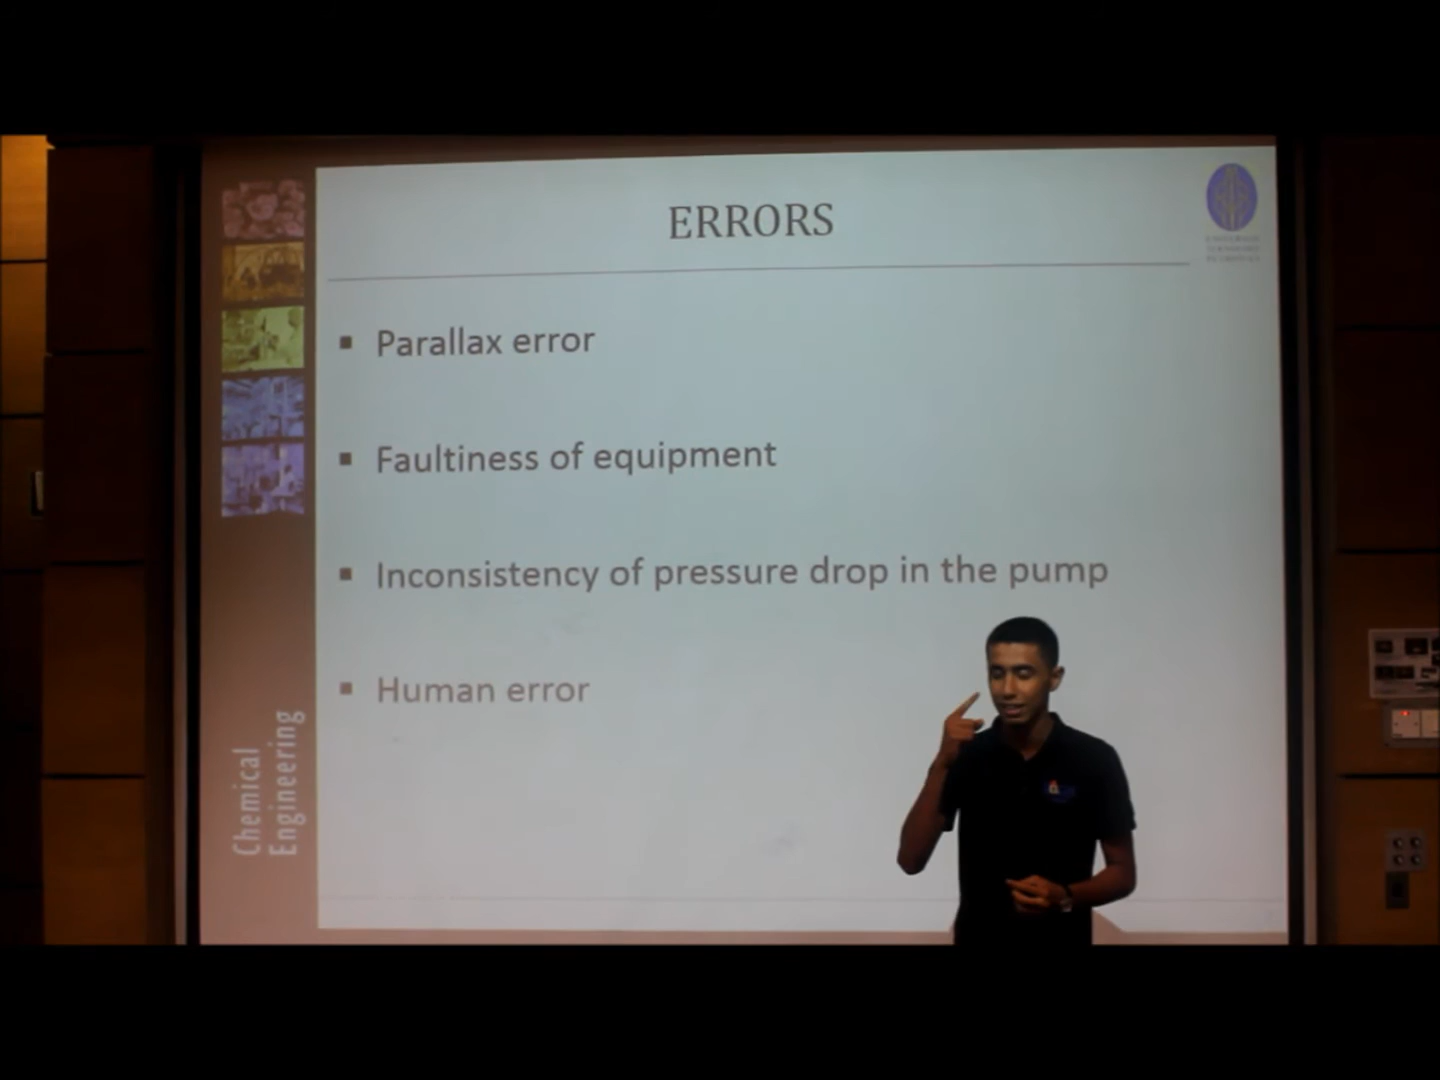 ERRORS
Parallax error
Faultiness of equipment
Inconsistency of pressure drop in the pump
Human error
Chemical
Engineering